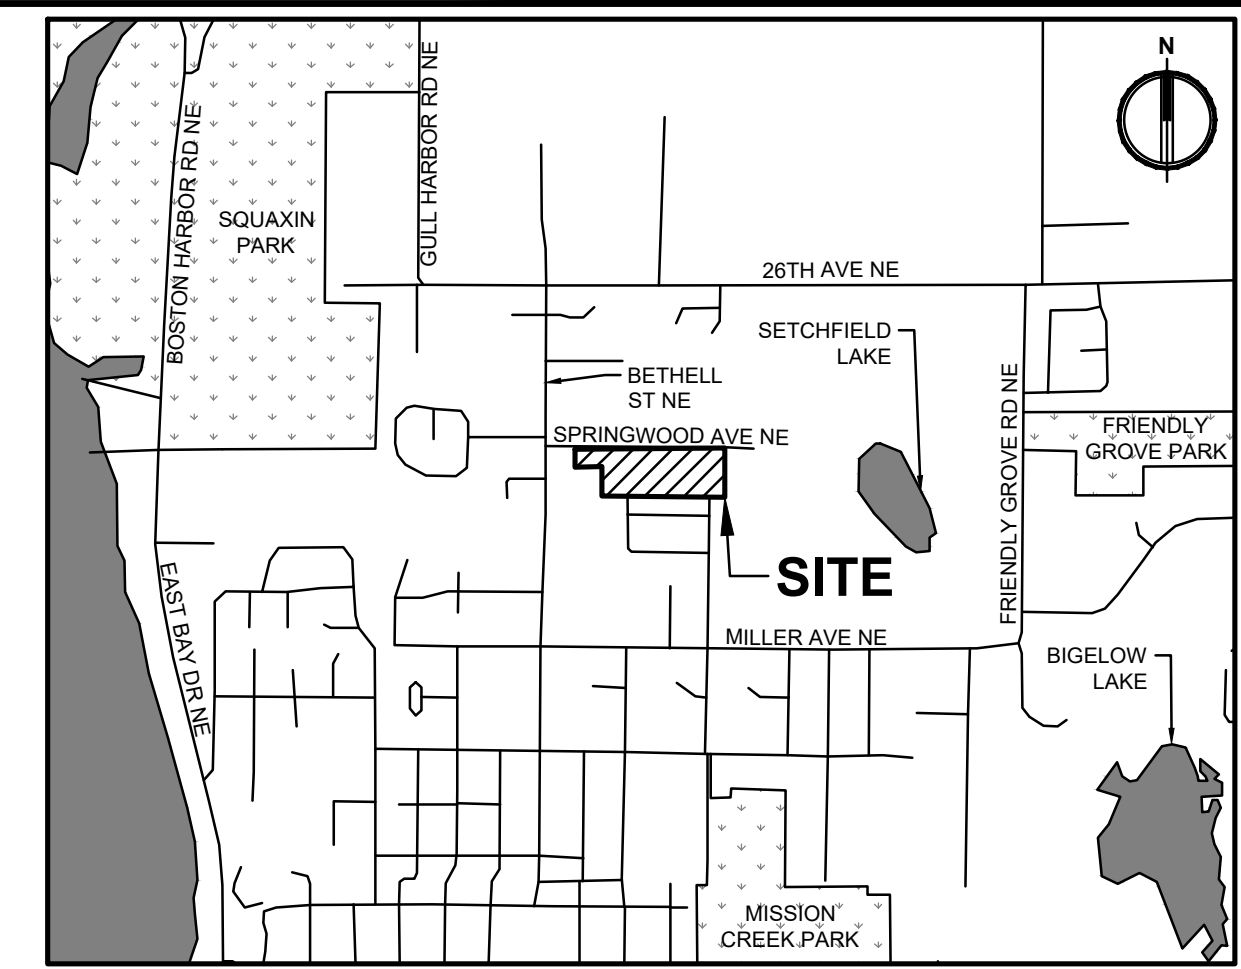 N
BOSTON HARBOR RD NE
GULL HARBOR RD NE
SQUAXIN
PARK
26TH AVE NE
SETCHFIELD
LAKE
BETHELL
ST NE
SPRINGWOOD AVE NE
FRIENDLY GROVE RD NE
FRIENDLY
GROVE PARK
SITE
EAST BAY DR NE
MILLER AVE NE
BIGELOW
LAKE
MISSION
CREEK PARK